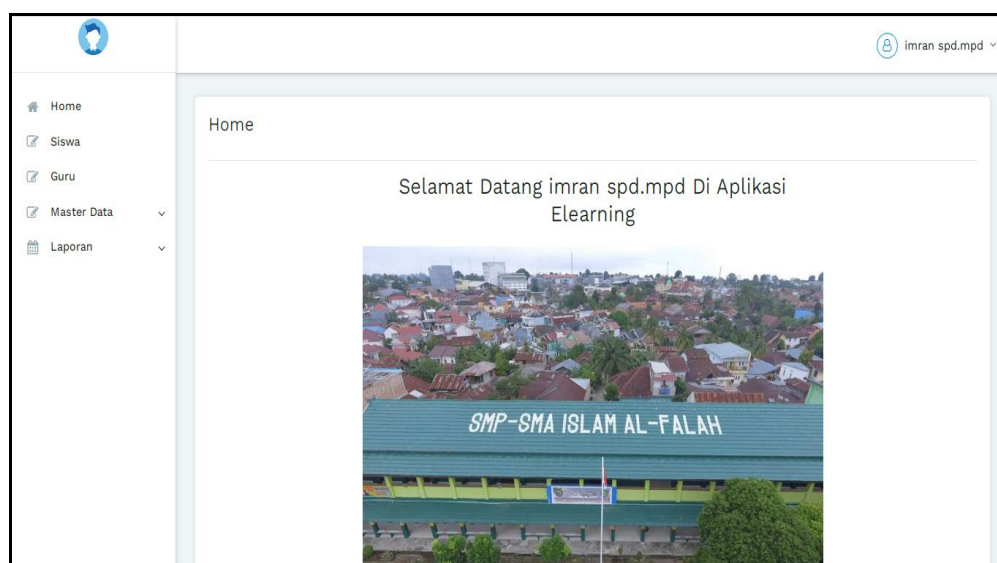 imran spd.mpd
Home
Siswa
Guru
Master Data
Laporan
Home
Selamat Datang imran spd.mpd Di Aplikasi
Elearning
SMP-SMA ISLAM AL-FALAH